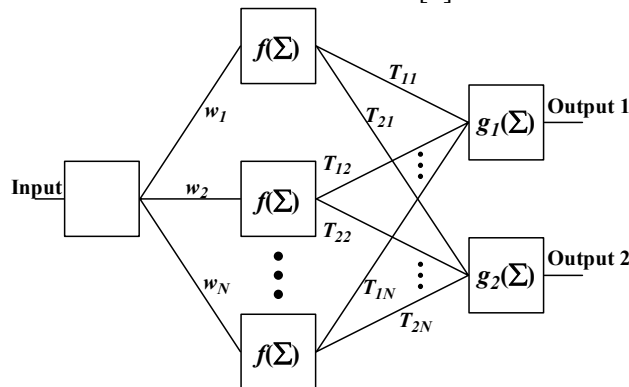 f(Σ)
T11
w1
T21
g1(Σ)
Output 1
T12
Input
w2
f(Σ)
T22
wN
T1N
g2(Σ)
Output 2
f(Σ)
T2N